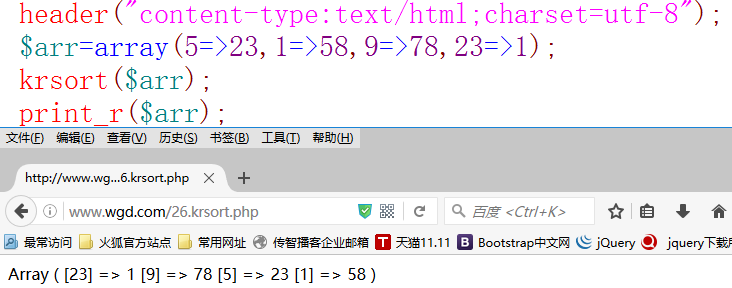 header("content-type:text/html;charset=utf-8");
$arr=array(5=>23,1=>58,9=>78,23=>1);
krsort($arr);
print_r($arr);
文件(F) 编辑(E) 查看(V) 历史(S) 书签(B) 工具(T) 帮助(H)
http://www.wg...6.krsort.php
www.wgd.com/26.krsort.php 百度 <Ctrl+K>
最常访问 火狐官方站点 常用网址 传智播客企业邮箱 T 天猫11.11 B Bootstrap中文网 jQuery jquery下载
Array ( [23] => 1 [9] => 78 [5] => 23 [1] => 58 )